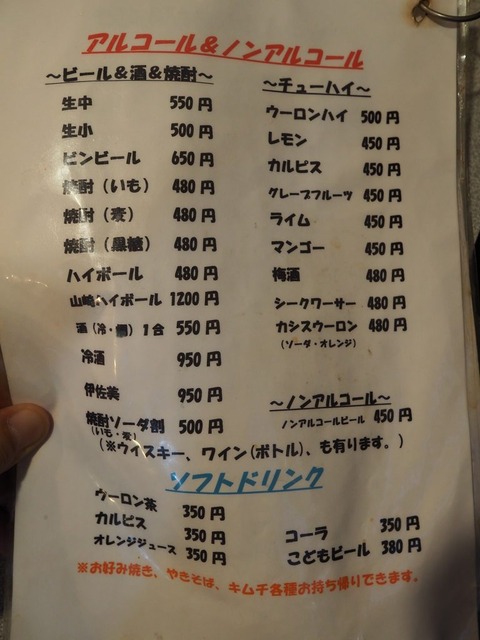 アルコール＆ノンアルコール
～ビール＆酒＆焼酎～
生中 550円
生小 500円
ビンビール 650円
焼酎（いも） 480円
焼酎（麦） 480円
焼酎（黒糖） 480円
ハイボール 480円
山崎ハイボール 1200円
酒（冷・燗）1合 550円
冷酒 950円
伊佐美 950円
焼酎ソーダ割 500円
（いも・麦）
（※ウィスキー、ワイン（ボトル）、も有ります。）
～チューハイ～
ウーロンハイ 500円
レモン 450円
カルピス 450円
グレープフルーツ 450円
ライム 450円
マンゴー 450円
梅酒 480円
シークワーサー 480円
カシスウーロン 480円
（ソーダ・オレンジ）
～ノンアルコール～
ノンアルコールビール 450円
ソフトドリンク
ウーロン茶 350円
カルピス 350円
オレンジジュース 350円
コーラ 350円
こどもビール 380円
※お好み焼き、やきそば、キムチ各種お持ち帰りできます。